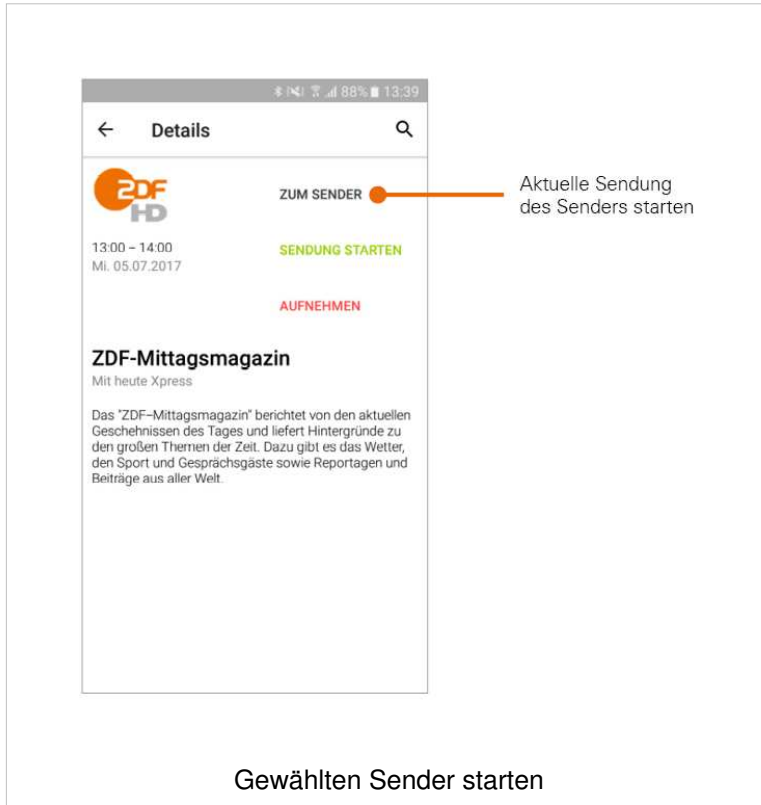 88% 13:39
Details
ZDF
HD
ZUM SENDER
Aktuelle Sendung
des Senders starten
13:00 – 14:00
Mi. 05.07.2017
SENDUNG STARTEN
AUFNEHMEN
ZDF-Mittagsmagazin
Mit heute Xpress
Das "ZDF–Mittagsmagazin" berichtet von den aktuellen
Geschehnissen des Tages und liefert Hintergründe zu
den großen Themen der Zeit. Dazu gibt es das Wetter,
den Sport und Gesprächsgäste sowie Reportagen und
Beiträge aus aller Welt.
Gewählten Sender starten